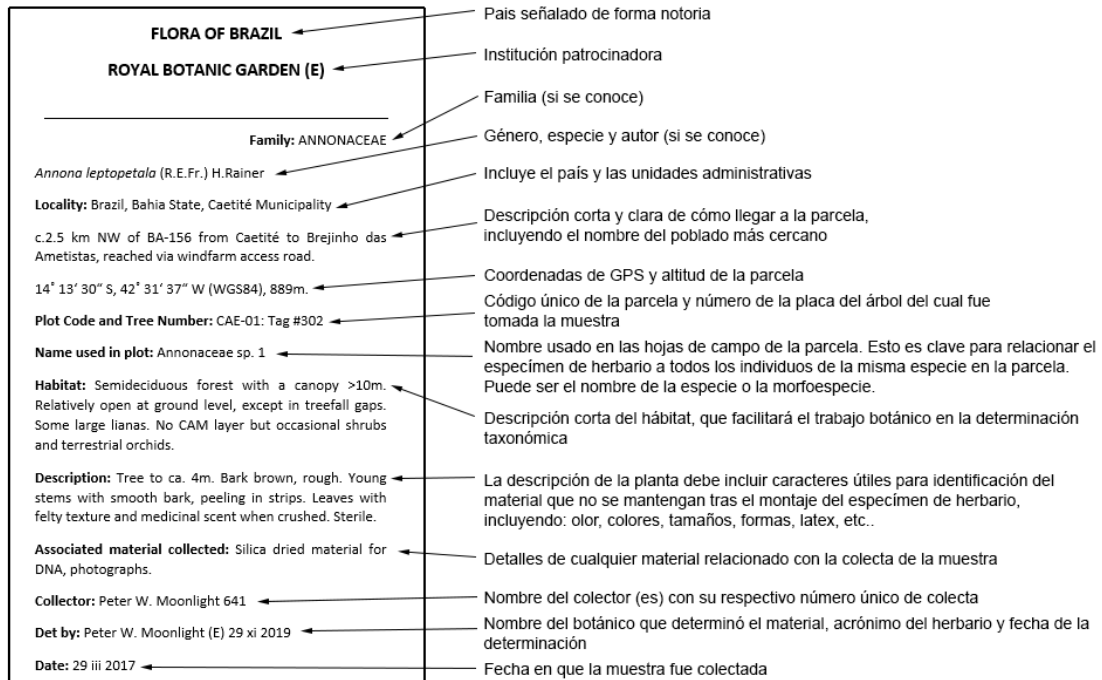 FLORA OF BRAZIL
ROYAL BOTANIC GARDEN (E)
Family: ANNONACEAE
Annona leptopetala (R.E.Fr.) H.Rainer
Locality: Brazil, Bahia State, Caetité Municipality
c.2.5 km NW of BA-156 from Caetité to Brejinho das
Ametistas, reached via windfarm access road.
14˚ 13‘ 30” S, 42˚ 31‘ 37” W (WGS84), 889m.
Plot Code and Tree Number: CAE-01: Tag #302
Name used in plot: Annonaceae sp. 1
Habitat: Semideciduous forest with a canopy >10m.
Relatively open at ground level, except in treefall gaps.
Some large lianas. No CAM layer but occasional shrubs
and terrestrial orchids.
Description: Tree to ca. 4m. Bark brown, rough. Young
stems with smooth bark, peeling in strips. Leaves with
felty texture and medicinal scent when crushed. Sterile.
Associated material collected: Silica dried material for
DNA, photographs.
Collector: Peter W. Moonlight 641
Det by: Peter W. Moonlight (E) 29 xi 2019
Date: 29 iii 2017
Pais señalado de forma notoria
Institución patrocinadora
Familia (si se conoce)
Género, especie y autor (si se conoce)
Incluye el país y las unidades administrativas
Descripción corta y clara de cómo llegar a la parcela,
incluyendo el nombre del poblado más cercano
Coordenadas de GPS y altitud de la parcela
Código único de la parcela y número de la placa del árbol del cual fue
tomada la muestra
Nombre usado en las hojas de campo de la parcela. Esto es clave para relacionar el
espécimen de herbario a todos los individuos de la misma especie en la parcela.
Puede ser el nombre de la especie o la morfoespecie.
Descripción corta del hábitat, que facilitará el trabajo botánico en la determinación
taxonómica
La descripción de la planta debe incluir caracteres útiles para identificación del
material que no se mantengan tras el montaje del espécimen de herbario,
incluyendo: olor, colores, tamaños, formas, latex, etc..
Detalles de cualquier material relacionado con la colecta de la muestra
Nombre del colector (es) con su respectivo número único de colecta
Nombre del botánico que determinó el material, acrónimo del herbario y fecha de la
determinación
Fecha en que la muestra fue colectada